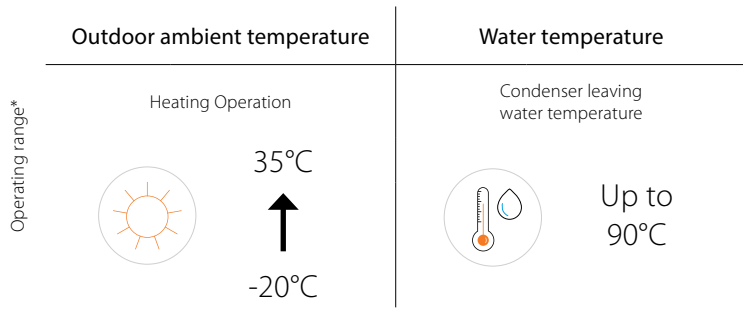 Outdoor ambient temperature
Water temperature
Operating range*
Heating Operation
35°C
-20°C
Condenser leaving
water temperature
Up to
90°C